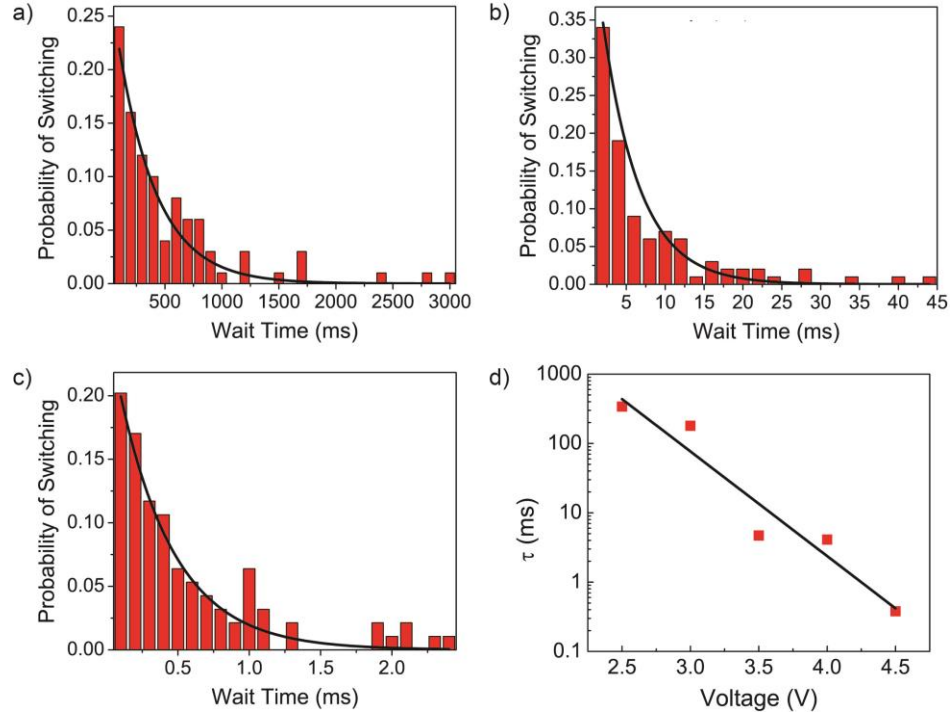 a)
0.25
0.20
0.15
0.10
0.05
0.00
Probability of Switching
500 1000 1500 2000 2500 3000
Wait Time (ms)
b)
0.35
0.30
0.25
0.20
0.15
0.10
0.05
0.00
Probability of Switching
5 10 15 20 25 30 35 40 45
Wait Time (ms)
c)
0.20
0.15
0.10
0.05
0.00
Probability of Switching
0.5 1.0 1.5 2.0
Wait Time (ms)
d)
1000
100
10
1
0.1
τ (ms)
2.5 3.0 3.5 4.0 4.5
Voltage (V)